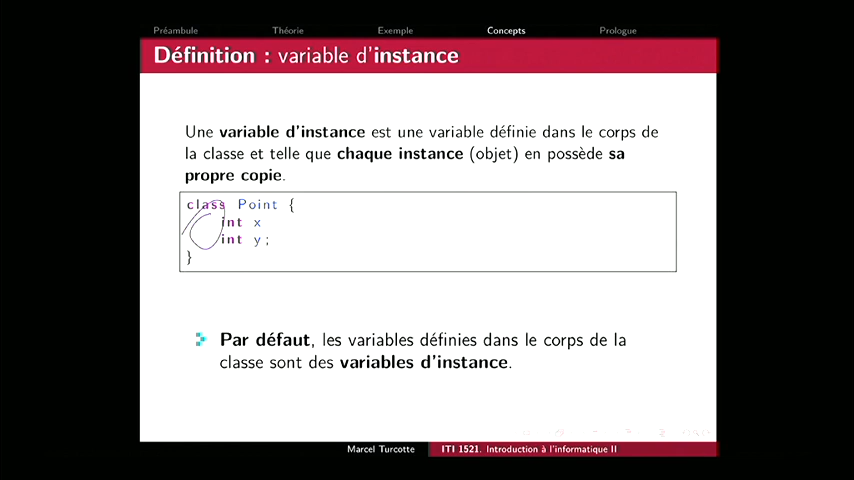 Préambule Théorie Exemple Concepts Prologue
Définition : variable d'instance
Une variable d'instance est une variable définie dans le corps de
la classe et telle que chaque instance (objet) en possède sa
propre copie.
class Point {
int x
int y;
}
Par défaut, les variables définies dans le corps de la
classe sont des variables d'instance.
Marcel Turcotte ITI 1521. Introduction à l'informatique II